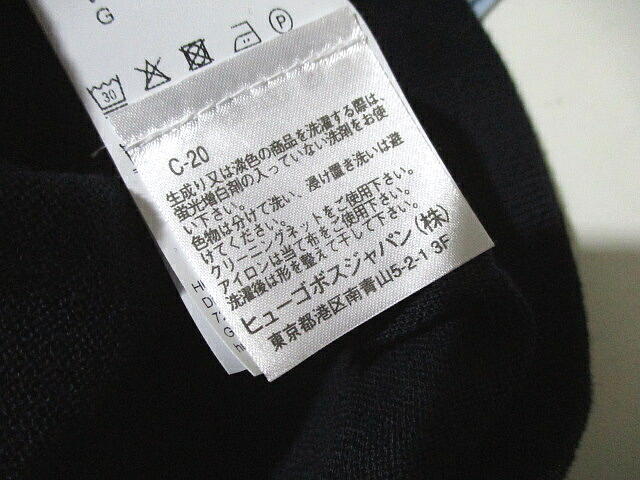 G
30
P
C-20
生成り又は淡色の商品を洗濯する際は、
蛍光増白剤の入っていない洗剤をお使
い下さい。
色物は分けて洗い、浸け置き洗いは避
けてください。
クリーニングネットをご使用下さい。
アイロンは当て布をご使用下さい。
洗濯後は形を整えて干して下さい。
ヒューゴボスジャパン(株)
東京都港区南青山5-2-1 3F
H
D
7
G
h